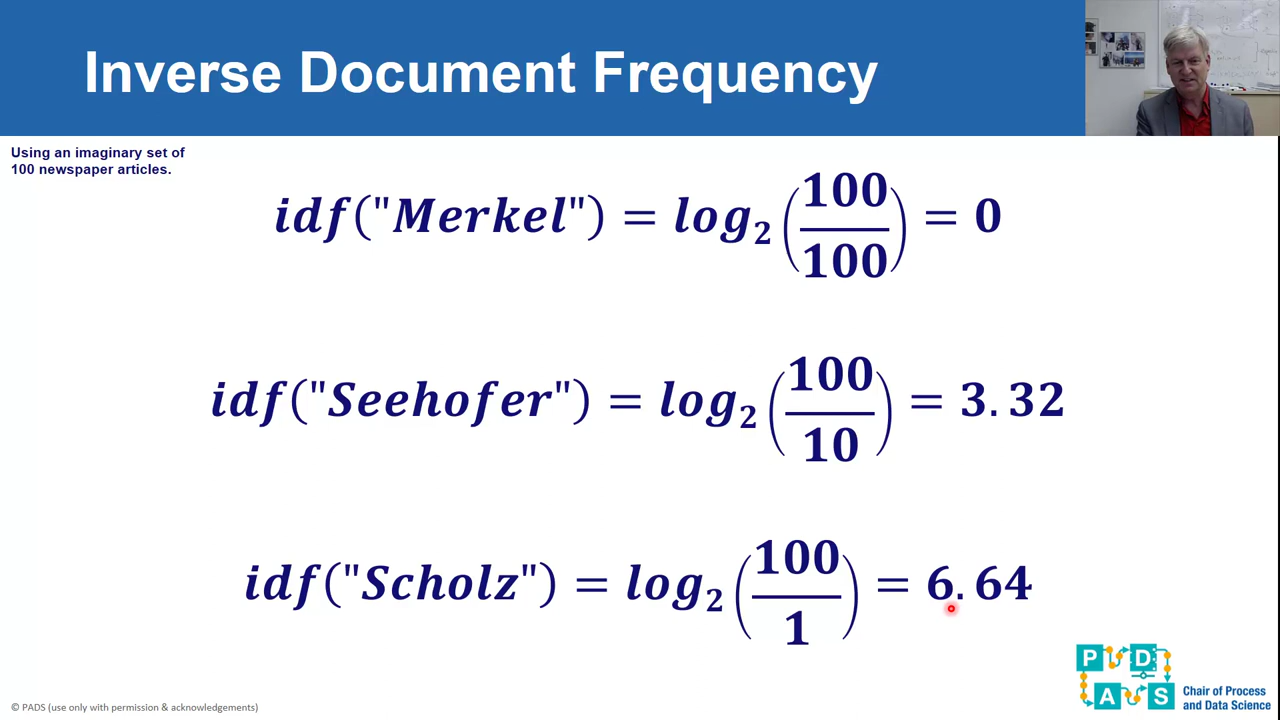 Inverse Document Frequency
Using an imaginary set of
100 newspaper articles.
idf("Merkel") = log₂(100/100) = 0
idf("Seehofer") = log₂(100/10) = 3.32
idf("Scholz") = log₂(100/1) = 6.64
P D
A S
Chair of Process
and Data Science
© PADS (use only with permission & acknowledgements)